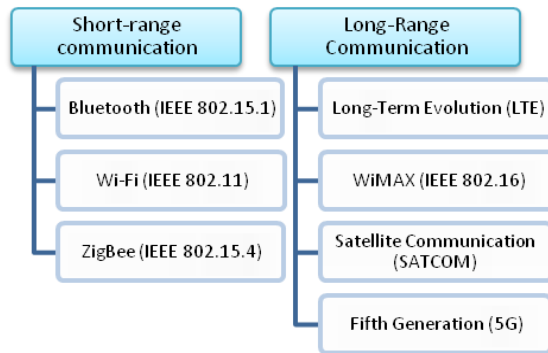 Short-range
communication
Bluetooth (IEEE 802.15.1)
Wi-Fi (IEEE 802.11)
ZigBee (IEEE 802.15.4)
Long-Range
Communication
Long-Term Evolution (LTE)
WiMAX (IEEE 802.16)
Satellite Communication
(SATCOM)
Fifth Generation (5G)